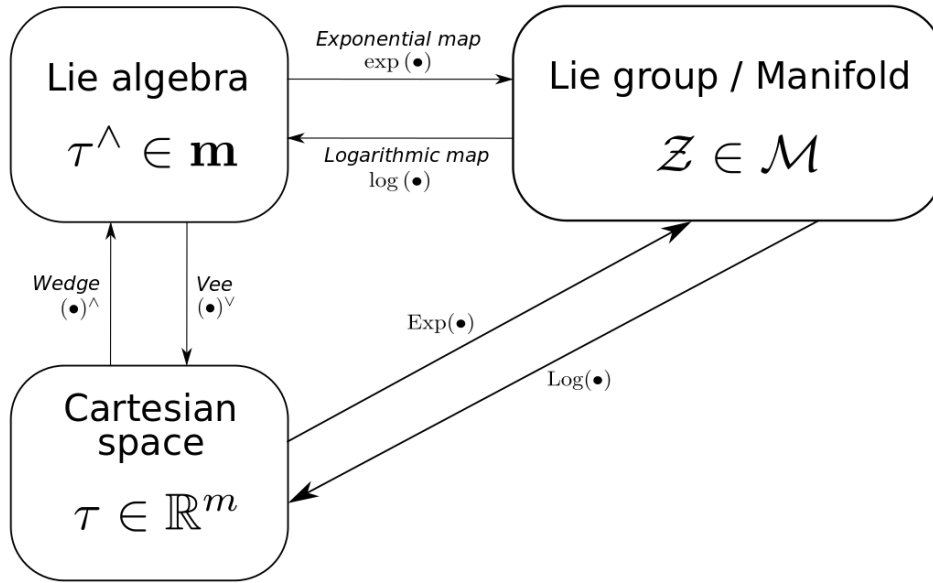 Lie algebra
τ^∧ ∈ 𝐦
Exponential map
exp (•)
Logarithmic map
log (•)
Lie group / Manifold
𝒵 ∈ ℳ
Wedge
(•)^∧
Vee
(•)^∨
Exp(•)
Log(•)
Cartesian
space
τ ∈ ℝ^m